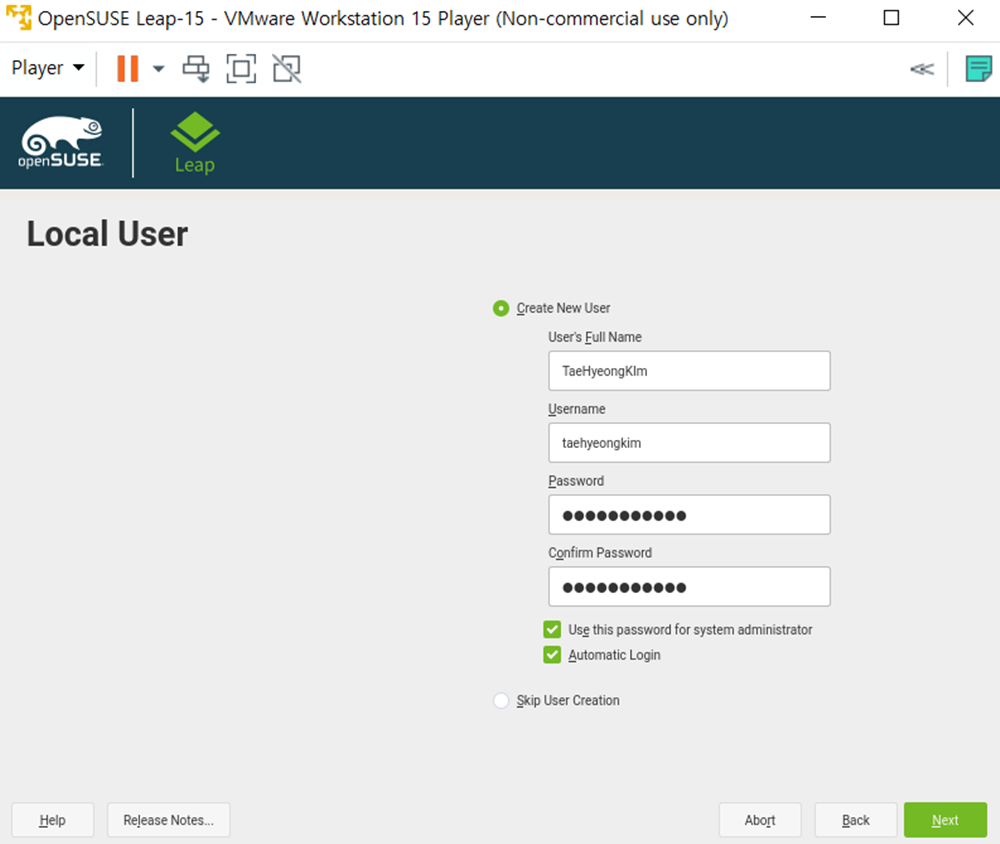 OpenSUSE Leap-15 - VMware Workstation 15 Player (Non-commercial use only)
Player
openSUSE.
Leap
Local User
Create New User
User's Full Name
TaeHyeongKIm
Username
taehyeongkim
Password
Confirm Password
Use this password for system administrator
Automatic Login
Skip User Creation
Help
Release Notes...
Abort
Back
Next